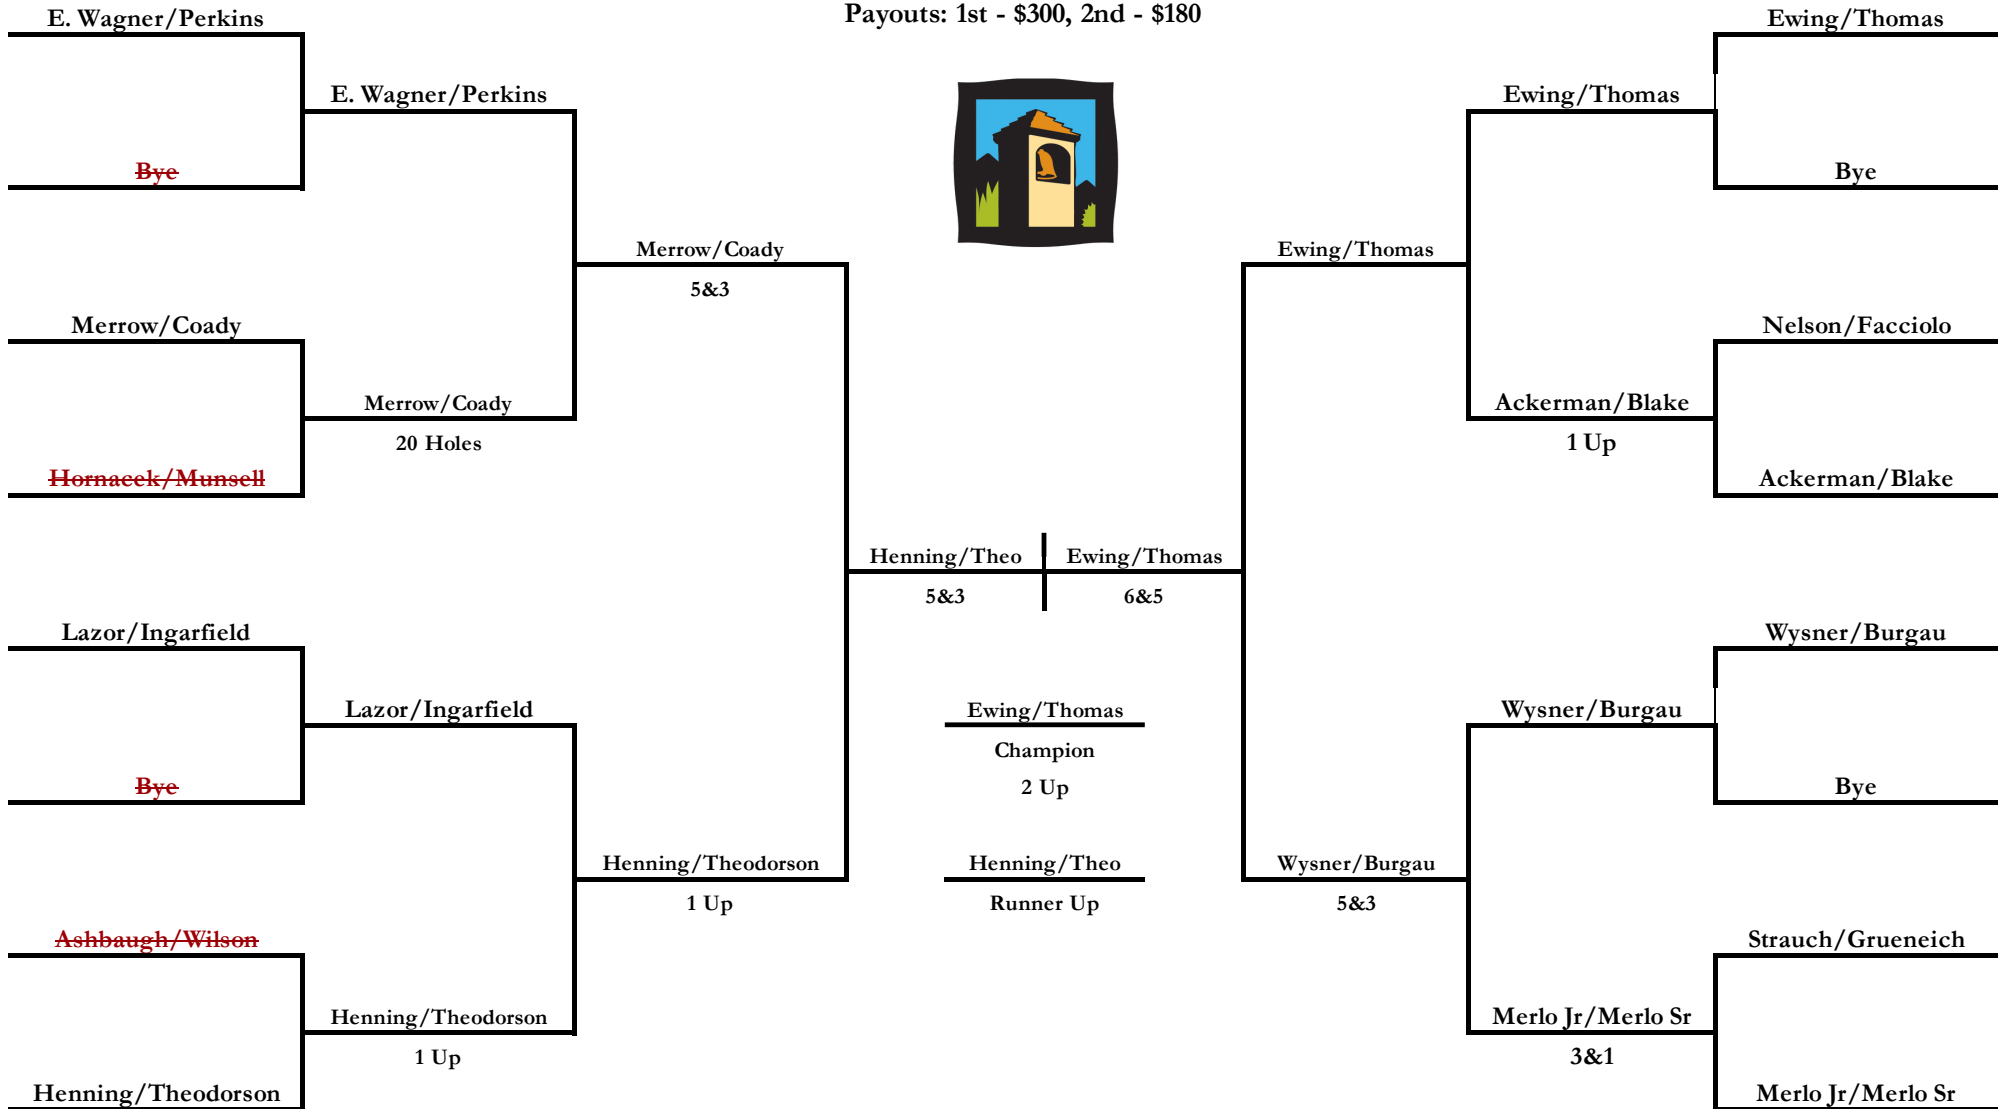 Payouts: 1st - $300, 2nd - $180
E. Wagner/Perkins
E. Wagner/Perkins
Bye
Merrow/Coady
5&3
Merrow/Coady
Merrow/Coady
20 Holes
Hornacek/Munsell
Henning/Theo
5&3
Lazor/Ingarfield
Lazor/Ingarfield
Bye
Henning/Theodorson
1 Up
Ashbaugh/Wilson
Henning/Theodorson
1 Up
Henning/Theodorson
Ewing/Thomas
Champion
2 Up
Henning/Theo
Runner Up
Ewing/Thomas
Ewing/Thomas
Bye
Ewing/Thomas
Nelson/Facciolo
Ackerman/Blake
1 Up
Ackerman/Blake
Ewing/Thomas
6&5
Wysner/Burgau
Wysner/Burgau
Bye
Wysner/Burgau
5&3
Strauch/Grueneich
Merlo Jr/Merlo Sr
3&1
Merlo Jr/Merlo Sr